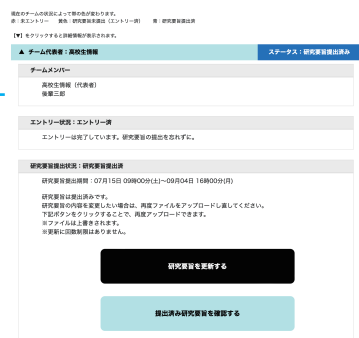 現在のチームの状況によって帯の色が変わります。
赤：未エントリー　黄色：研究要旨未提出（エントリー済）　青：研究要旨提出済
【▼】をクリックすると詳細情報が表示されます。
▲ チーム代表者：高校生情報
ステータス：研究要旨提出済み
チームメンバー
高校生情報（代表者）
後輩三郎
エントリー状況：エントリー済
エントリーは完了しています。研究要旨の提出を忘れずに。
研究要旨提出状況：研究要旨提出済
研究要旨提出期間：07月15日 09時00分(土)～09月04日 16時00分(月)
研究要旨は提出済みです。
研究要旨の内容を変更したい場合は、再度ファイルをアップロードし直してください。
下記ボタンをクリックすることで、再度アップロードできます。
※ファイルは上書きされます。
※更新に回数制限はありません。
研究要旨を更新する
提出済み研究要旨を確認する